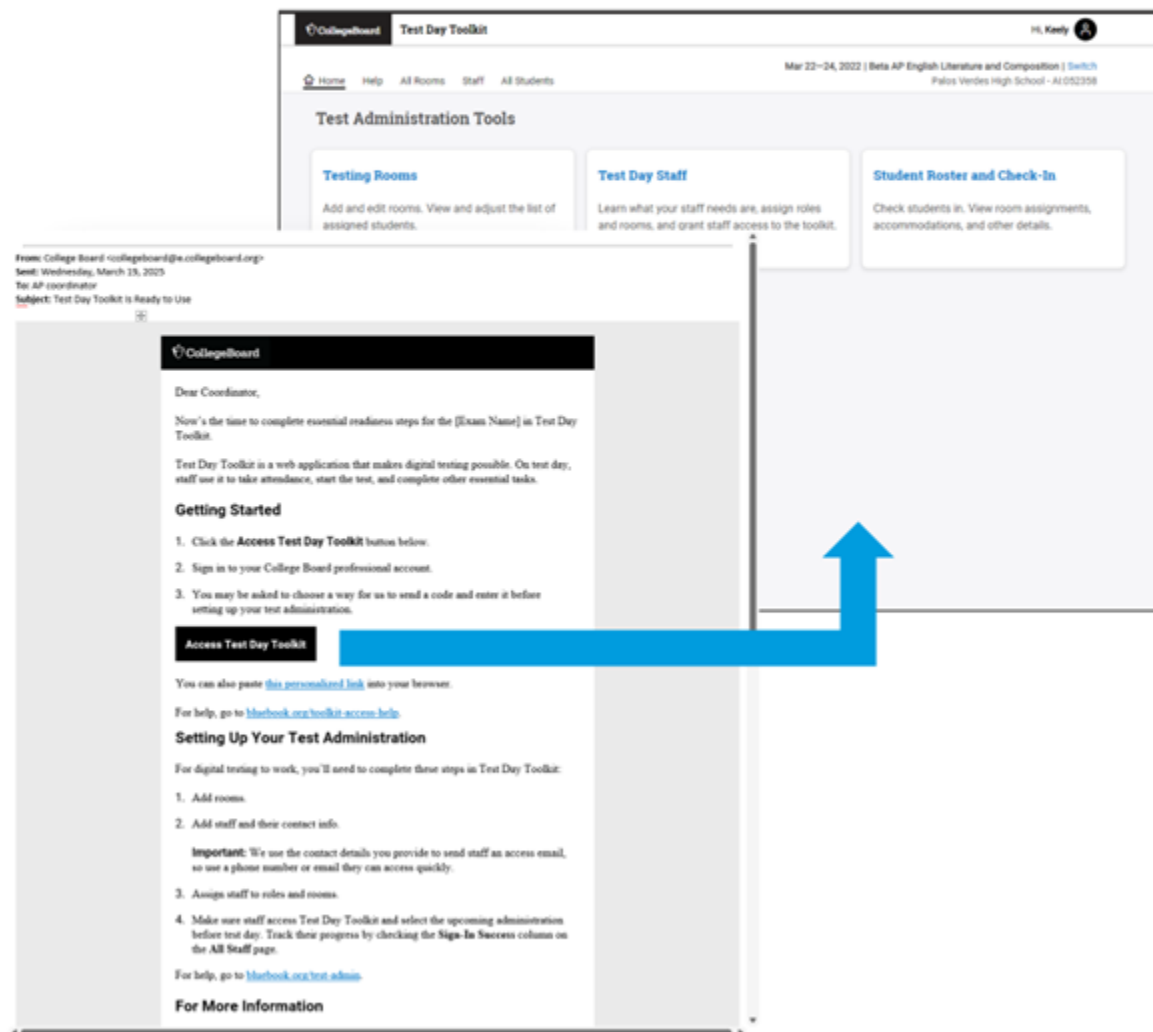 CollegeBoard Test Day Toolkit Hi, Keely
Mar 22–24, 2022 | Beta AP English Literature and Composition | Switch
Home Help All Rooms Staff All Students Palos Verdes High School - AI:052358
Test Administration Tools
Testing Rooms
Add and edit rooms. View and adjust the list of
assigned students.
Test Day Staff
Learn what your staff needs are, assign roles
and rooms, and grant staff access to the toolkit.
Student Roster and Check-In
Check students in. View room assignments,
accommodations, and other details.
From: College Board <collegeboard@e.collegeboard.org>
Sent: Wednesday, March 19, 2025
To: AP coordinator
Subject: Test Day Toolkit Is Ready to Use
CollegeBoard
Dear Coordinator,
Now's the time to complete essential readiness steps for the [Exam Name] in Test Day
Toolkit.
Test Day Toolkit is a web application that makes digital testing possible. On test day,
staff use it to take attendance, start the test, and complete other essential tasks.
Getting Started
1. Click the Access Test Day Toolkit button below.
2. Sign in to your College Board professional account.
3. You may be asked to choose a way for us to send a code and enter it before
setting up your test administration.
Access Test Day Toolkit
You can also paste this personalized link into your browser.
For help, go to bluebook.org/toolkit-access-help.
Setting Up Your Test Administration
For digital testing to work, you'll need to complete these steps in Test Day Toolkit:
1. Add rooms.
2. Add staff and their contact info.
Important: We use the contact details you provide to send staff an access email,
so use a phone number or email they can access quickly.
3. Assign staff to roles and rooms.
4. Make sure staff access Test Day Toolkit and select the upcoming administration
before test day. Track their progress by checking the Sign-In Success column on
the All Staff page.
For help, go to bluebook.org/test-admin.
For More Information